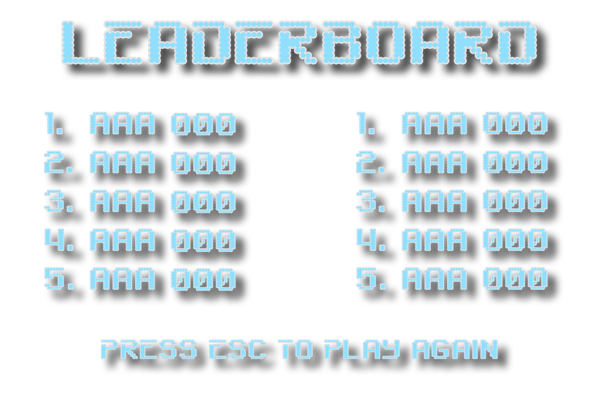 LEADERBOARD
1. AAA 000 1. AAA 000
2. AAA 000 2. AAA 000
3. AAA 000 3. AAA 000
4. AAA 000 4. AAA 000
5. AAA 000 5. AAA 000
PRESS ESC TO PLAY AGAIN